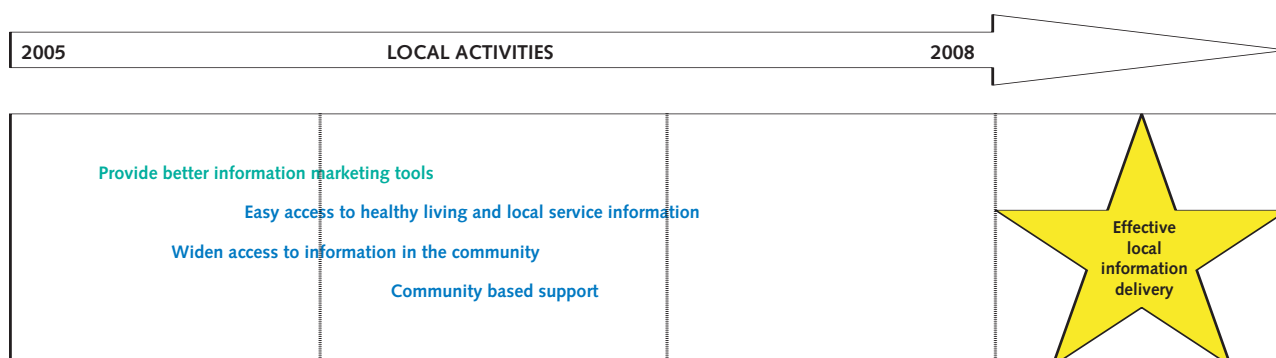 2005 LOCAL ACTIVITIES 2008
Provide better information marketing tools
Easy access to healthy living and local service information
Widen access to information in the community
Community based support
Effective
local
information
delivery